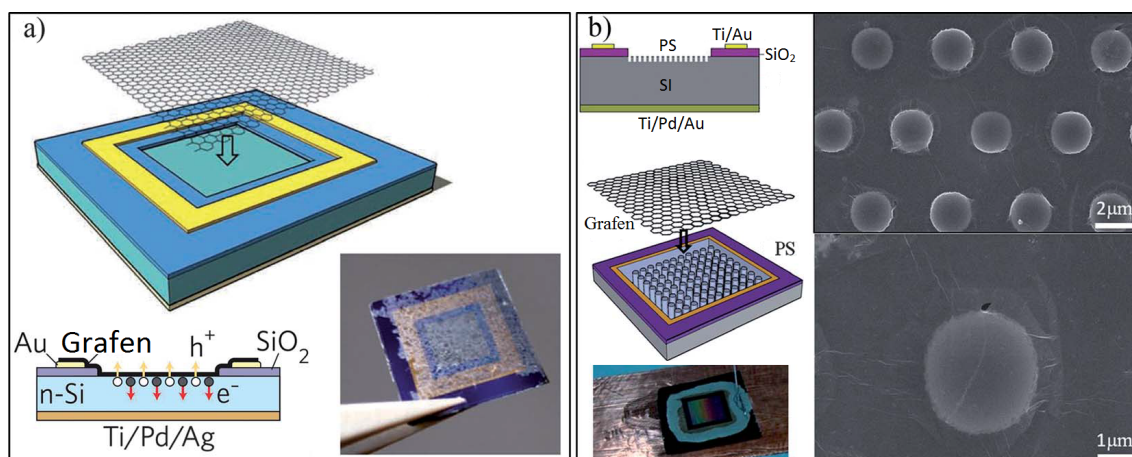 a)
Au
Grafen
h+
SiO2
n-Si
e-
Ti/Pd/Ag
b)
Ti/Au
PS
SiO2
SI
Ti/Pd/Au
Grafen
PS
2μm
1μm